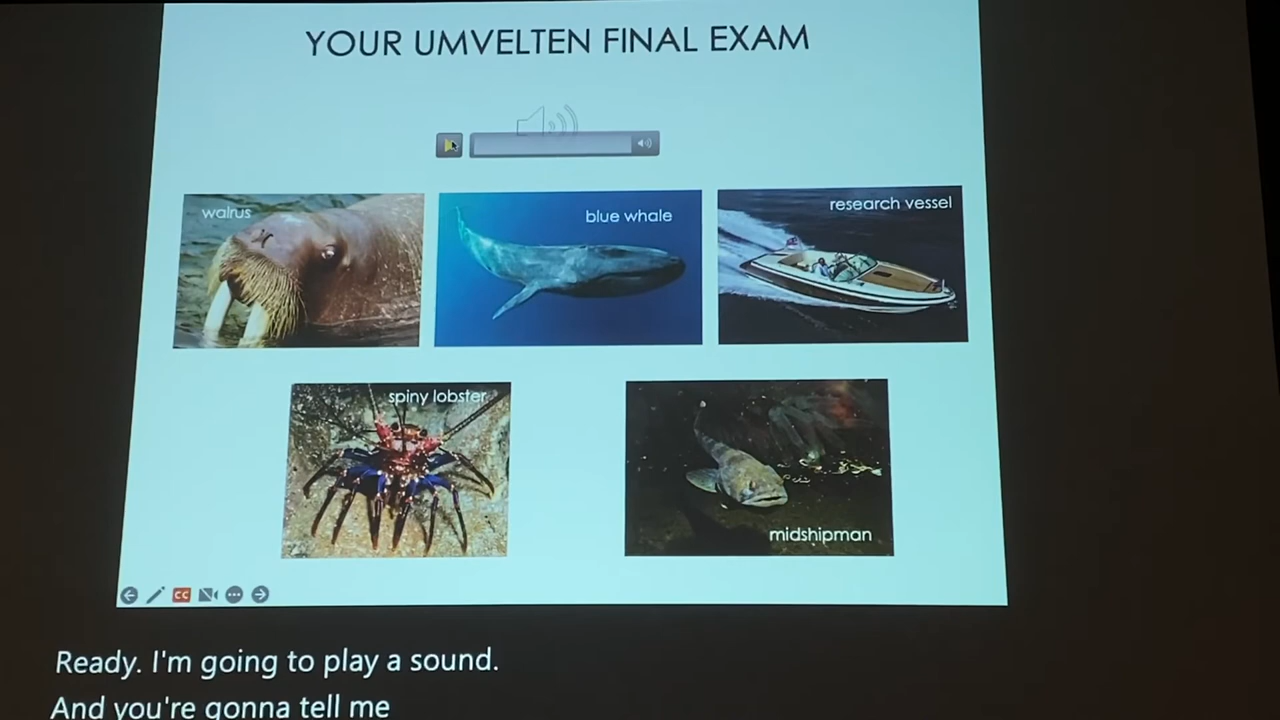 YOUR UMVELTEN FINAL EXAM
walrus
blue whale
research vessel
spiny lobster
midshipman
CC
Ready. I'm going to play a sound.
And you're gonna tell me